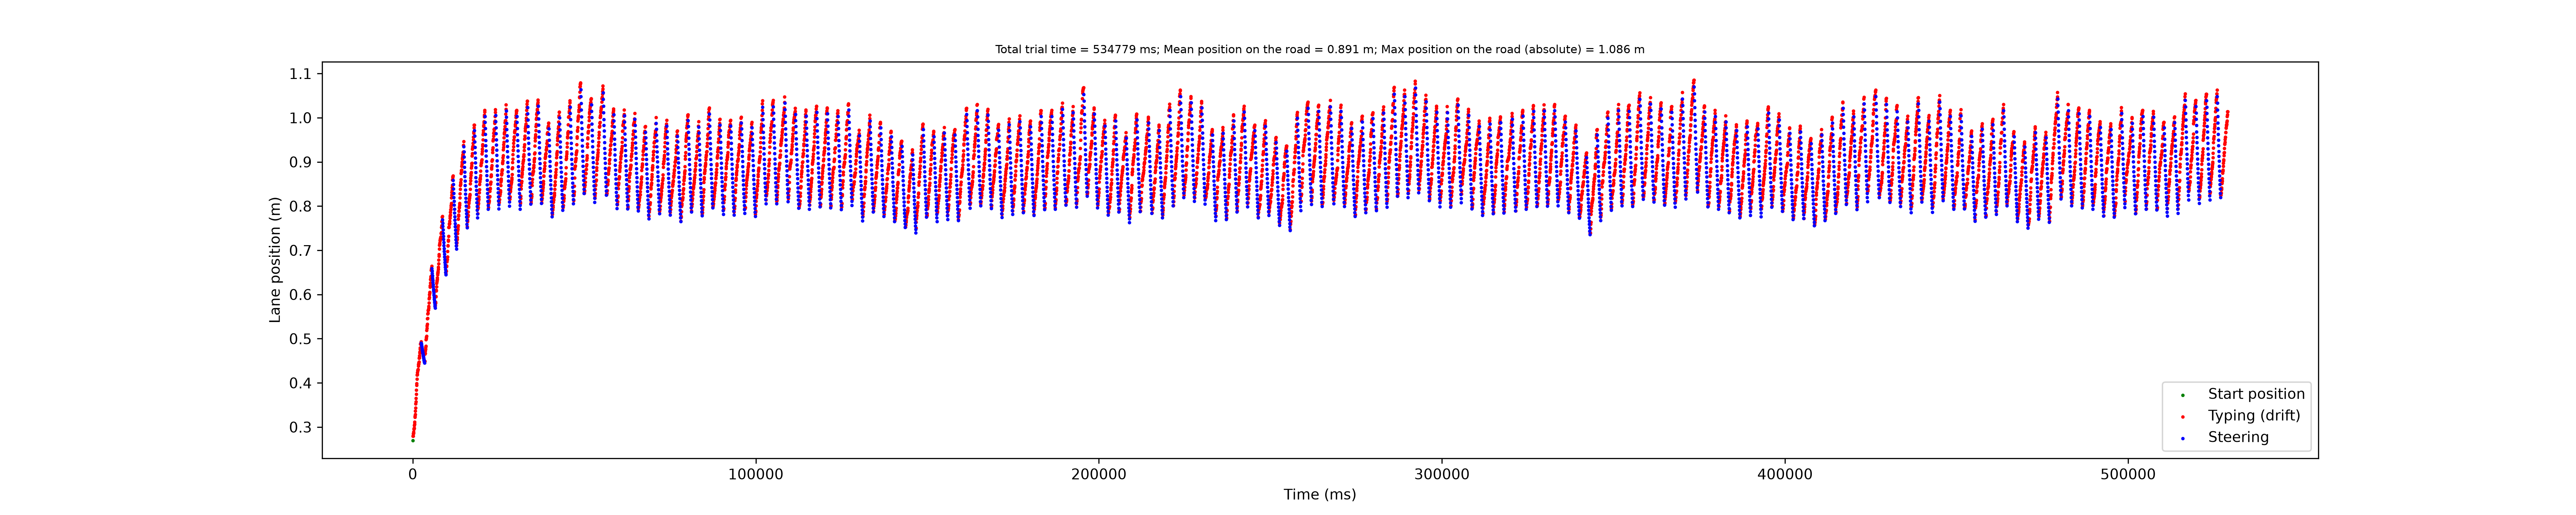 Total trial time = 534779 ms; Mean position on the road = 0.891 m; Max position on the road (absolute) = 1.086 m
1.1
1.0
0.9
0.8
0.7
0.6
0.5
0.4
0.3
Lane position (m)
0
100000
200000
300000
400000
500000
Time (ms)
Start position
Typing (drift)
Steering